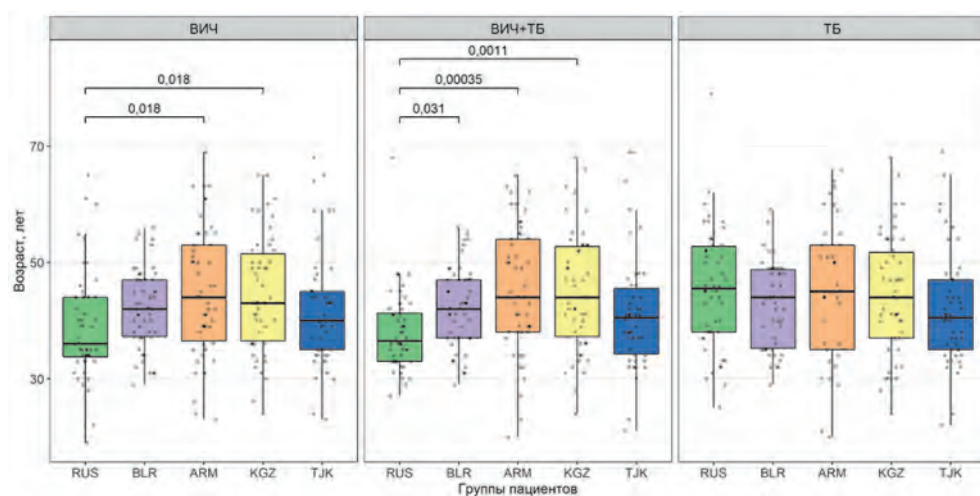 ВИЧ ВИЧ+ТБ ТБ
0,0011
0,018 0,00035
0,018 0,031
70
50
30
Возраст, лет
RUS BLR ARM KGZ TJK RUS BLR ARM KGZ TJK RUS BLR ARM KGZ TJK
Группы пациентов